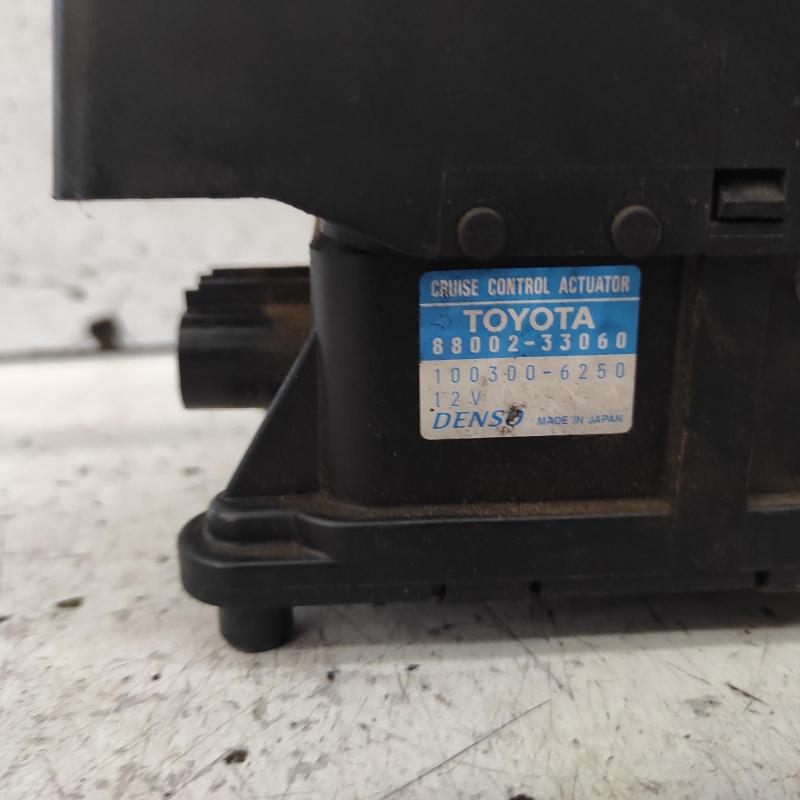 CRUISE CONTROL ACTUATOR
TOYOTA
88002-33060
100300-6250
12V
DENSO MADE IN JAPAN